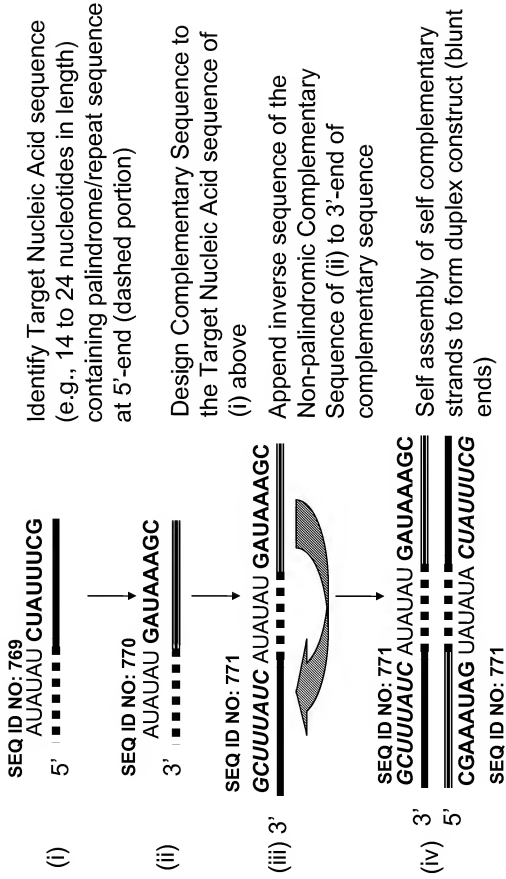 SEQ ID NO: 769
AUAUAU CUAUUUCG
(i) 5’
Identify Target Nucleic Acid sequence
(e.g., 14 to 24 nucleotides in length)
containing palindrome/repeat sequence
at 5’-end (dashed portion)
SEQ ID NO: 770
AUAUAU GAUAAAGC
(ii) 3’
Design Complementary Sequence to
the Target Nucleic Acid sequence of
(i) above
SEQ ID NO: 771
GCUUUAUC AUAUAU GAUAAAGC
(iii) 3’
Append inverse sequence of the
Non-palindromic Complementary
Sequence of (ii) to 3’-end of
complementary sequence
SEQ ID NO: 771
GCUUUAUC AUAUAU GAUAAAGC
(iv) 3’
5’
CGAAAUAG UAUAUA CUAUUUCG
SEQ ID NO: 771
Self assembly of self complementary
strands to form duplex construct (blunt
ends)